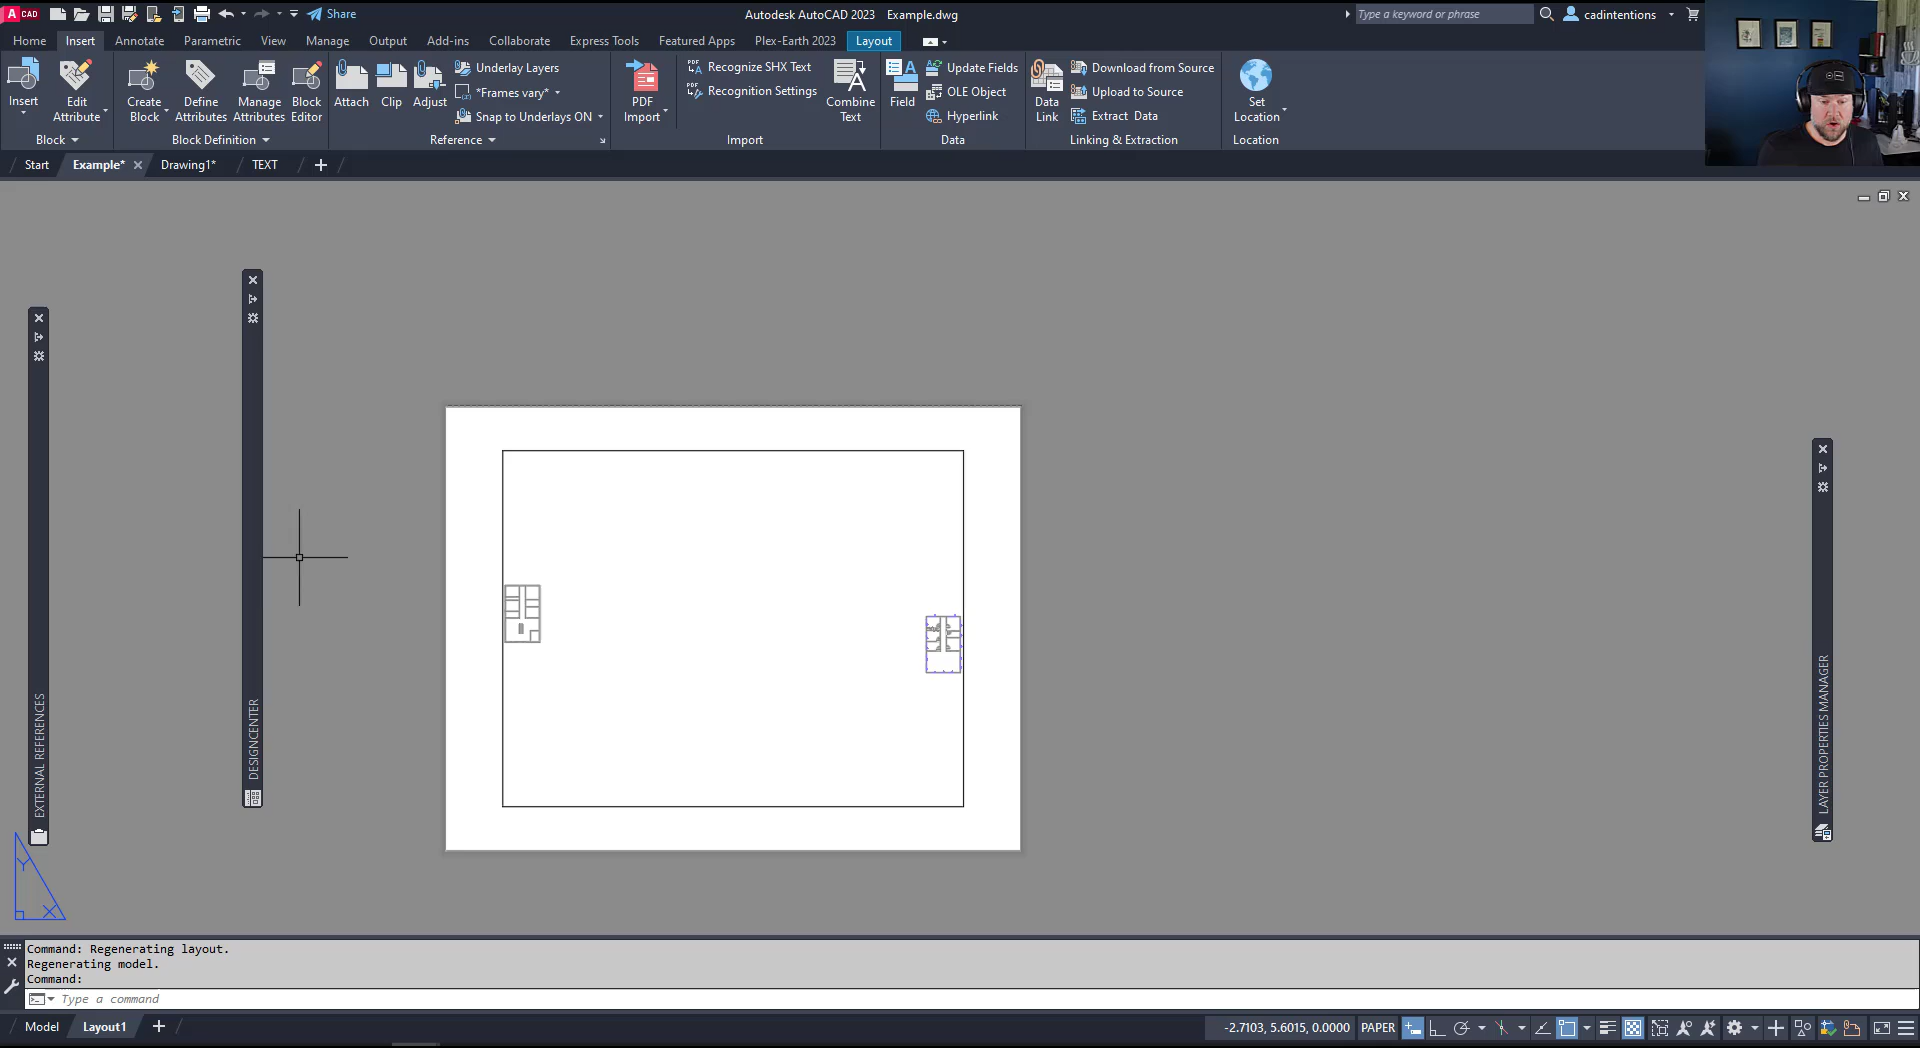 A CAD
Share
Autodesk AutoCAD 2023 Example.dwg
Type a keyword or phrase
cadintentions
Home Insert Annotate Parametric View Manage Output Add-ins Collaborate Express Tools Featured Apps Plex-Earth 2023 Layout
Insert
Edit
Attribute
Create
Block
Define
Attributes
Manage
Attributes
Block
Editor
Attach
Clip
Adjust
Underlay Layers
*Frames vary*
Snap to Underlays ON
PDF
Import
PDF
A
Recognize SHX Text
PDF
Recognition Settings
Combine
Text
Field
Update Fields
OLE Object
Hyperlink
Data
Link
Download from Source
Upload to Source
Extract Data
Set
Location
Block
Block Definition
Reference
Import
Data
Linking & Extraction
Location
Start Example* Drawing1* TEXT
EXTERNAL REFERENCES
DESIGNCENTER
LAYER PROPERTIES MANAGER
Y
X
Command: Regenerating layout.
Regenerating model.
Command:
Type a command
Model Layout1
-2.7103, 5.6015, 0.0000 PAPER